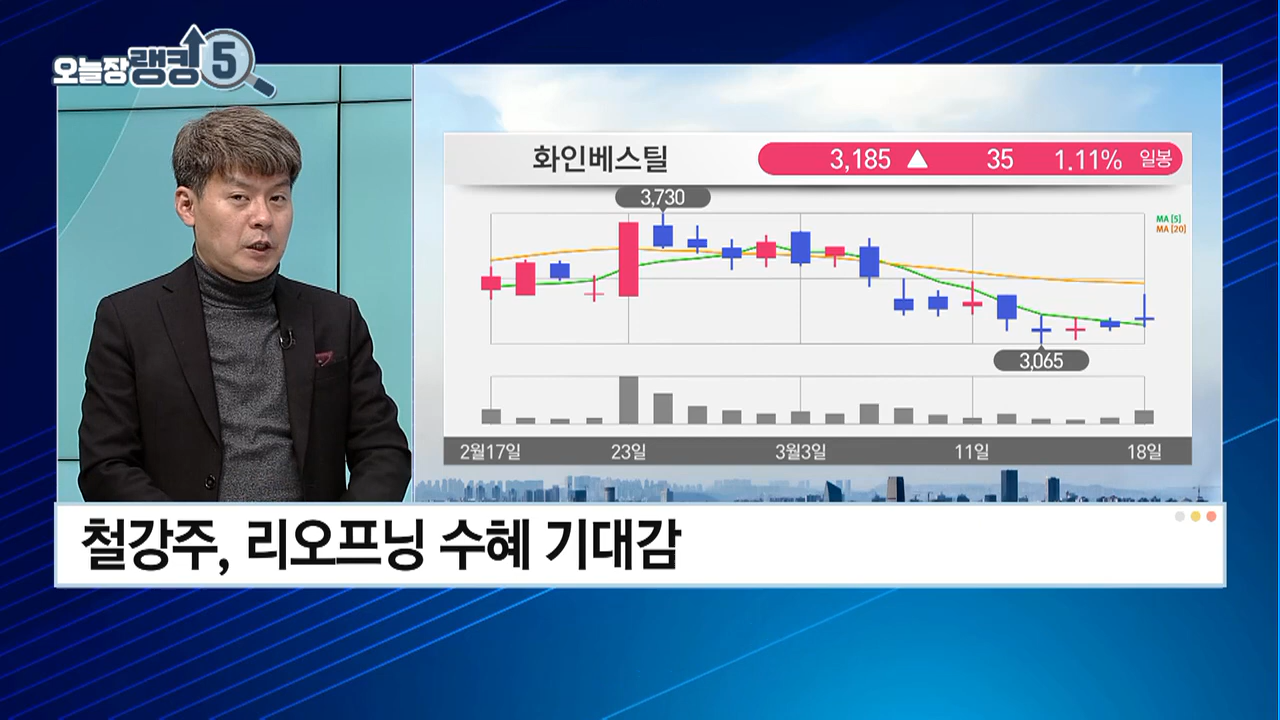 오늘장 랭킹 5
화인베스틸
3,185 ▲ 35 1.11% 일봉
3,730
MA [5]
MA [20]
3,065
2월17일 23일 3월3일 11일 18일
철강주, 리오프닝 수혜 기대감